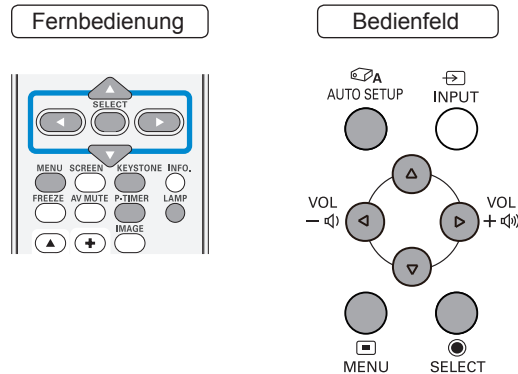 Fernbedienung
SELECT
MENU SCREEN KEYSTONE INFO.
FREEZE AV MUTE P-TIMER LAMP
IMAGE
Bedienfeld
A
AUTO SETUP INPUT
VOL - VOL +
MENU SELECT